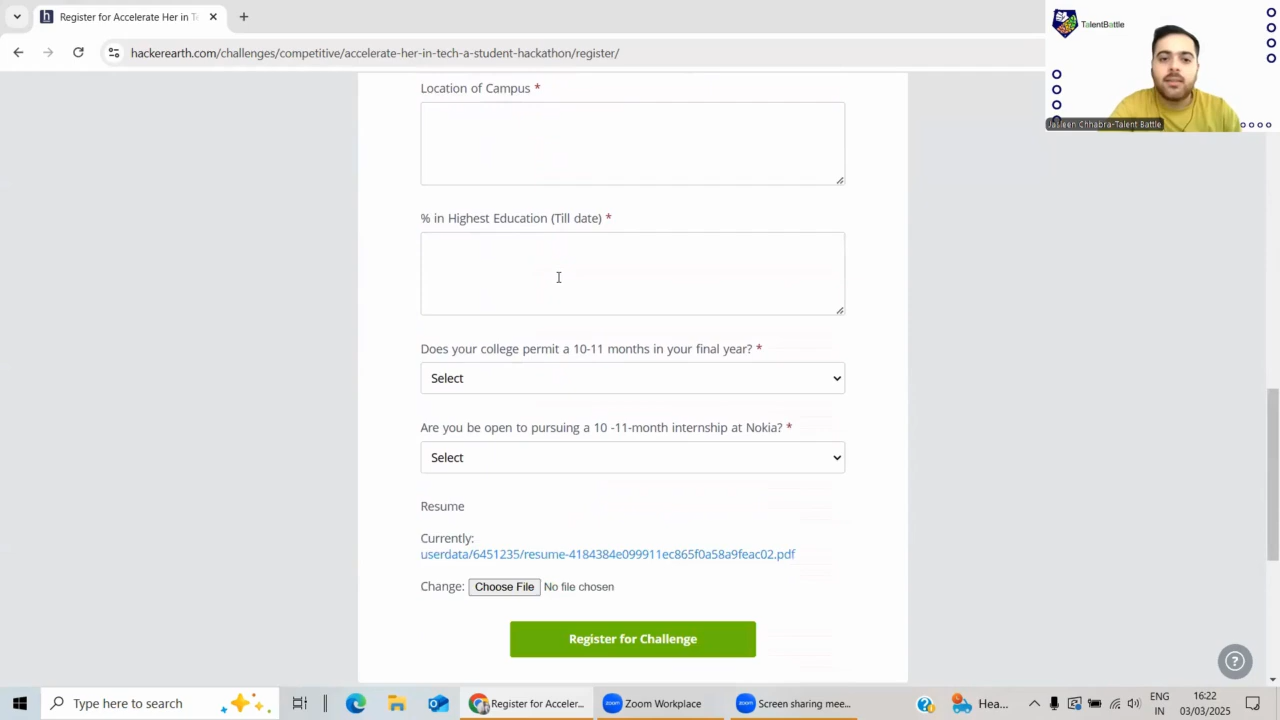 Register for Accelerate Her in Te
hackerearth.com/challenges/competitive/accelerate-her-in-tech-a-student-hackathon/register/
TalentBattle
Jasleen Chhabra-Talent Battle
Location of Campus *
% in Highest Education (Till date) *
Does your college permit a 10-11 months in your final year? *
Select
Are you be open to pursuing a 10 -11-month internship at Nokia? *
Select
Resume
Currently:
userdata/6451235/resume-4184384e099911ec865f0a58a9feac02.pdf
Change: Choose File No file chosen
Register for Challenge
?
Type here to search
Register for Acceler...
zoom Zoom Workplace
zoom Screen sharing mee...
Hea...
ENG
IN
16:22
03/03/2025